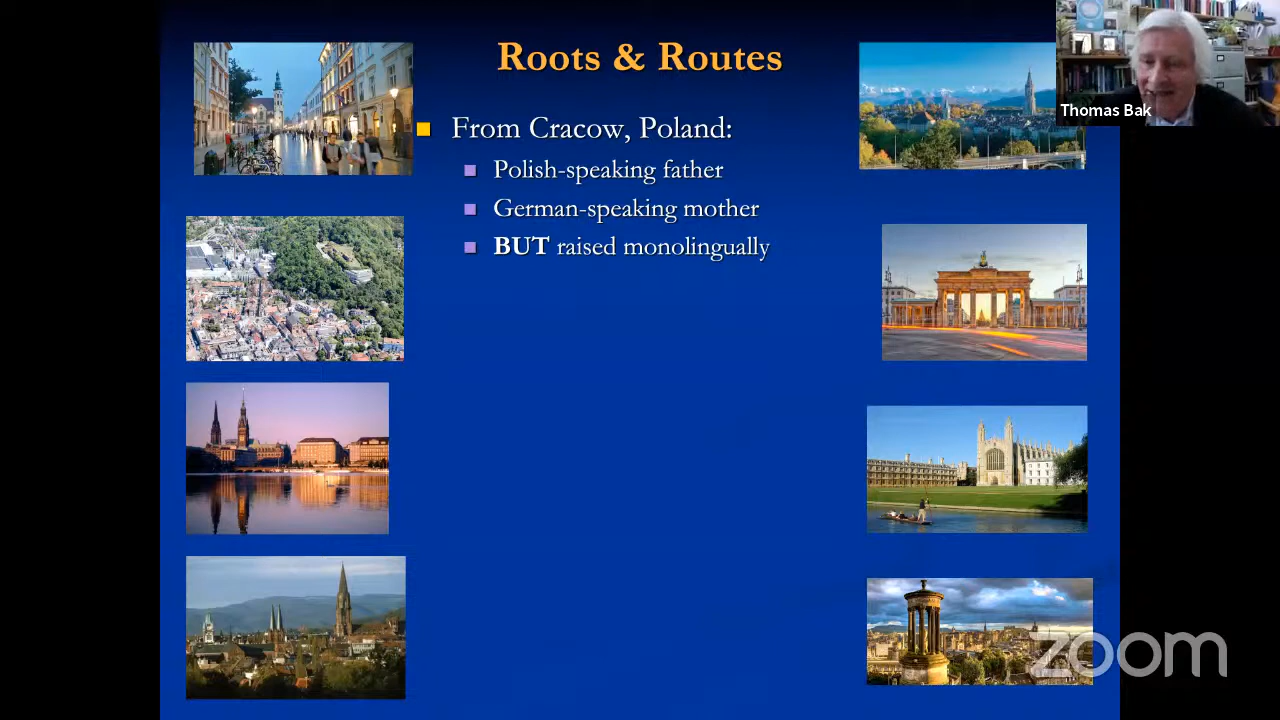 Roots & Routes
Thomas Bak
From Cracow, Poland:
Polish-speaking father
German-speaking mother
BUT raised monolingually
zoom